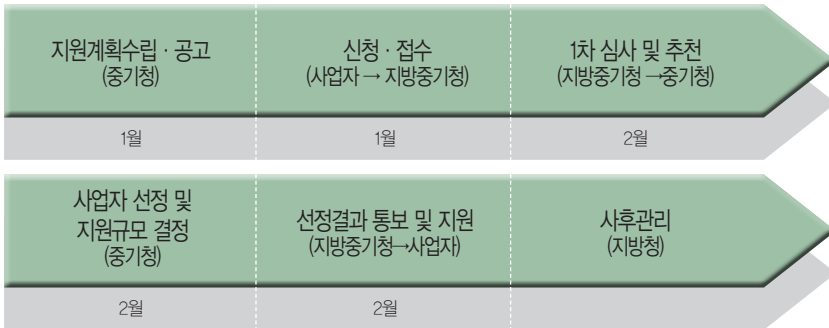 지원계획수립 · 공고
(중기청)
신청 · 접수
(사업자 → 지방중기청)
1차 심사 및 추천
(지방중기청 →중기청)
1월
1월
2월
사업자 선정 및
지원규모 결정
(중기청)
선정결과 통보 및 지원
(지방중기청→사업자)
사후관리
(지방청)
2월
2월